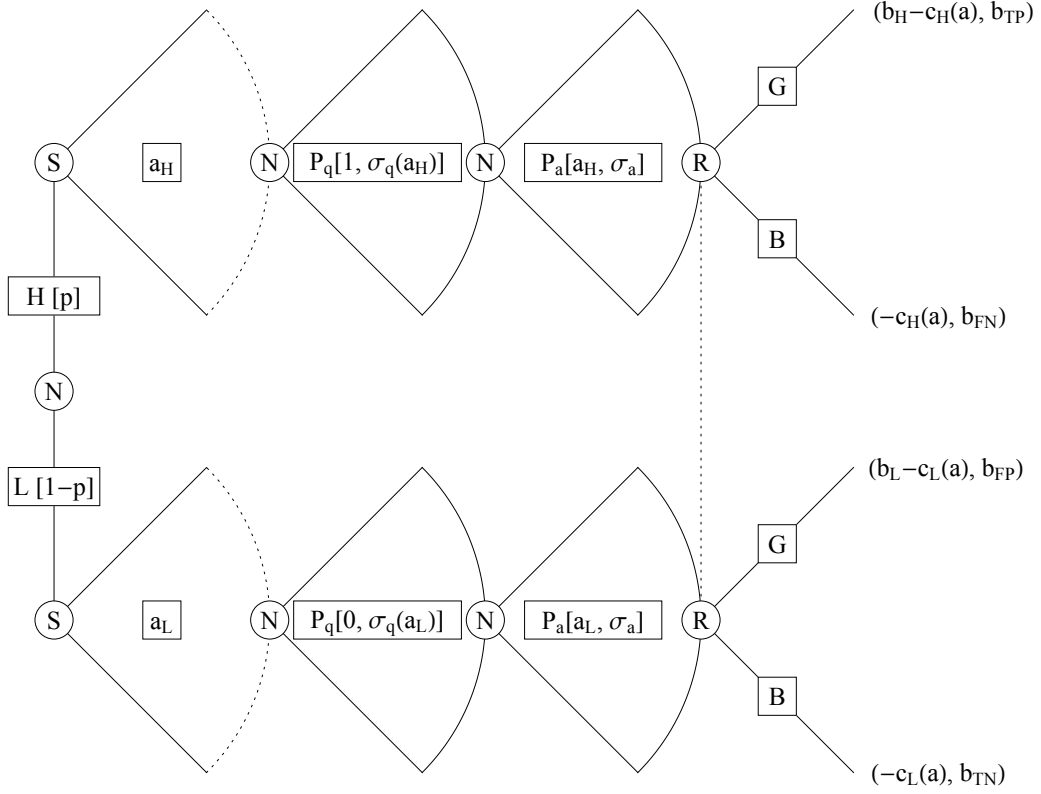 (b_H−c_H(a), b_TP)
G
S
a_H
N
P_q[1, σ_q(a_H)]
N
P_a[a_H, σ_a]
R
B
H [p]
(−c_H(a), b_FN)
N
L [1−p]
(b_L−c_L(a), b_FP)
G
S
a_L
N
P_q[0, σ_q(a_L)]
N
P_a[a_L, σ_a]
R
B
(−c_L(a), b_TN)